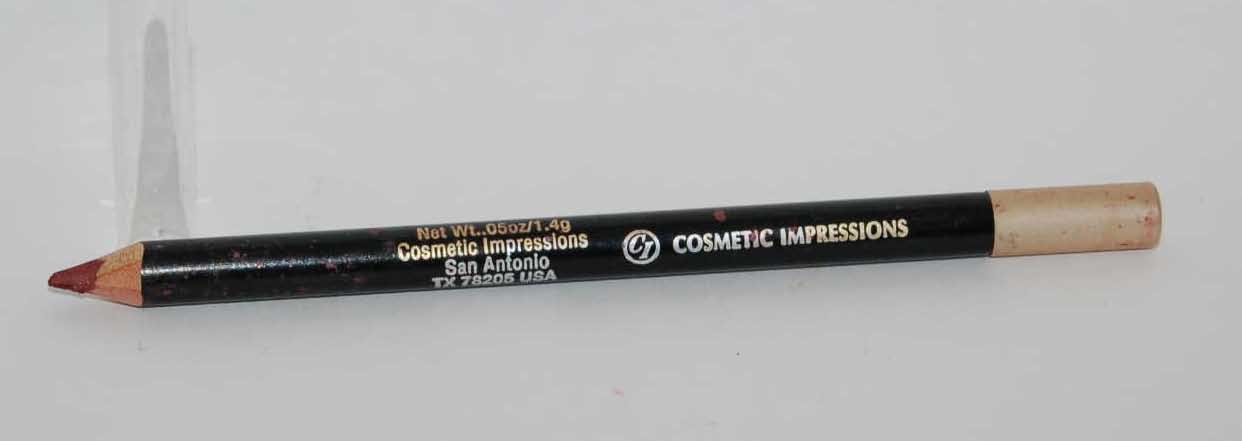 Net Wt..05oz/1.4g
Cosmetic Impressions
San Antonio
TX 78205 USA
CI COSMETIC IMPRESSIONS